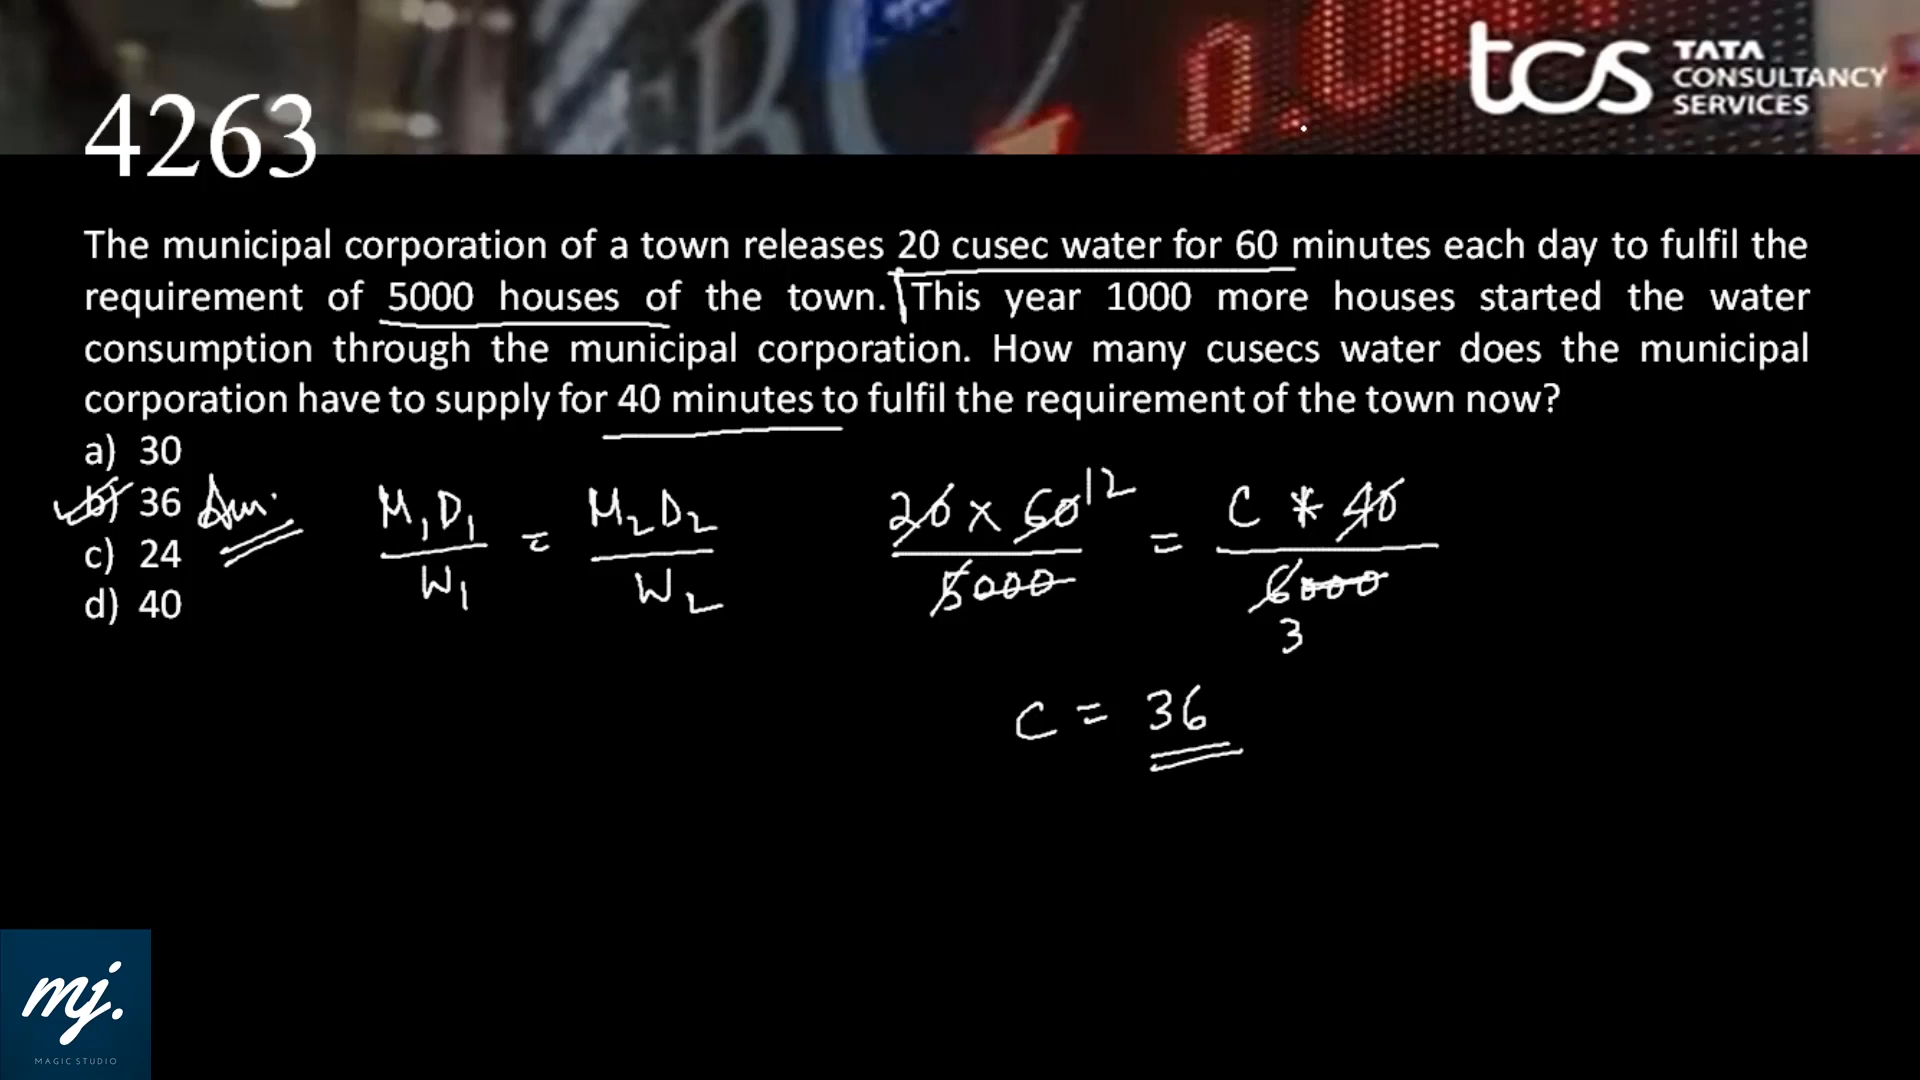 tcs TATA
CONSULTANCY
SERVICES
4263
The municipal corporation of a town releases 20 cusec water for 60 minutes each day to fulfil the
requirement of 5000 houses of the town. This year 1000 more houses started the water
consumption through the municipal corporation. How many cusecs water does the municipal
corporation have to supply for 40 minutes to fulfil the requirement of the town now?
a) 30
b) 36 Ans.
c) 24
d) 40
M₁D₁ / W₁ = M₂D₂ / W₂
20 × 60 12 / 5000 = C * 40 / 6000
3
C = 36
mj.
MAGIC STUDIO